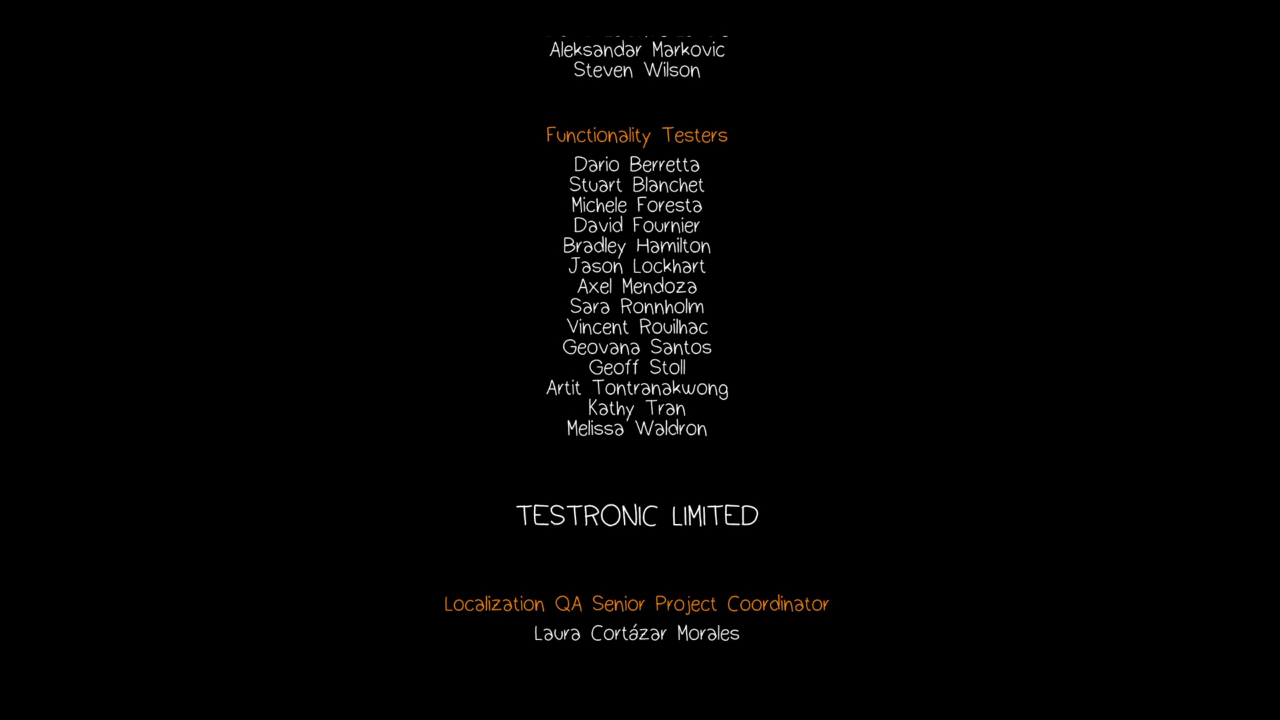 Aleksandar Markovic
Steven Wilson
Functionality Testers
Dario Berretta
Stuart Blanchet
Michele Foresta
David Fournier
Bradley Hamilton
Jason Lockhart
Axel Mendoza
Sara Ronnholm
Vincent Rouilhac
Geovana Santos
Geoff Stoll
Artit Tontranakwong
Kathy Tran
Melissa Waldron
TESTRONIC LIMITED
Localization QA Senior Project Coordinator
Laura Cortázar Morales